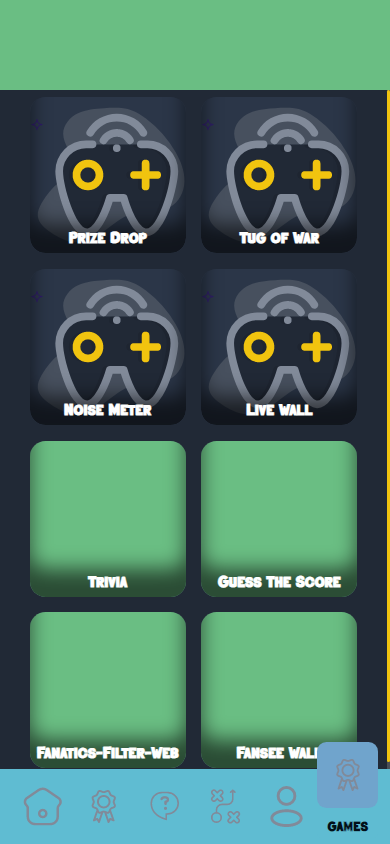 Prize Drop
Tug of War
Noise Meter
Live Wall
Trivia
Guess The Score
Fanatics-Filter-Web
Fansee Wall
GAMES